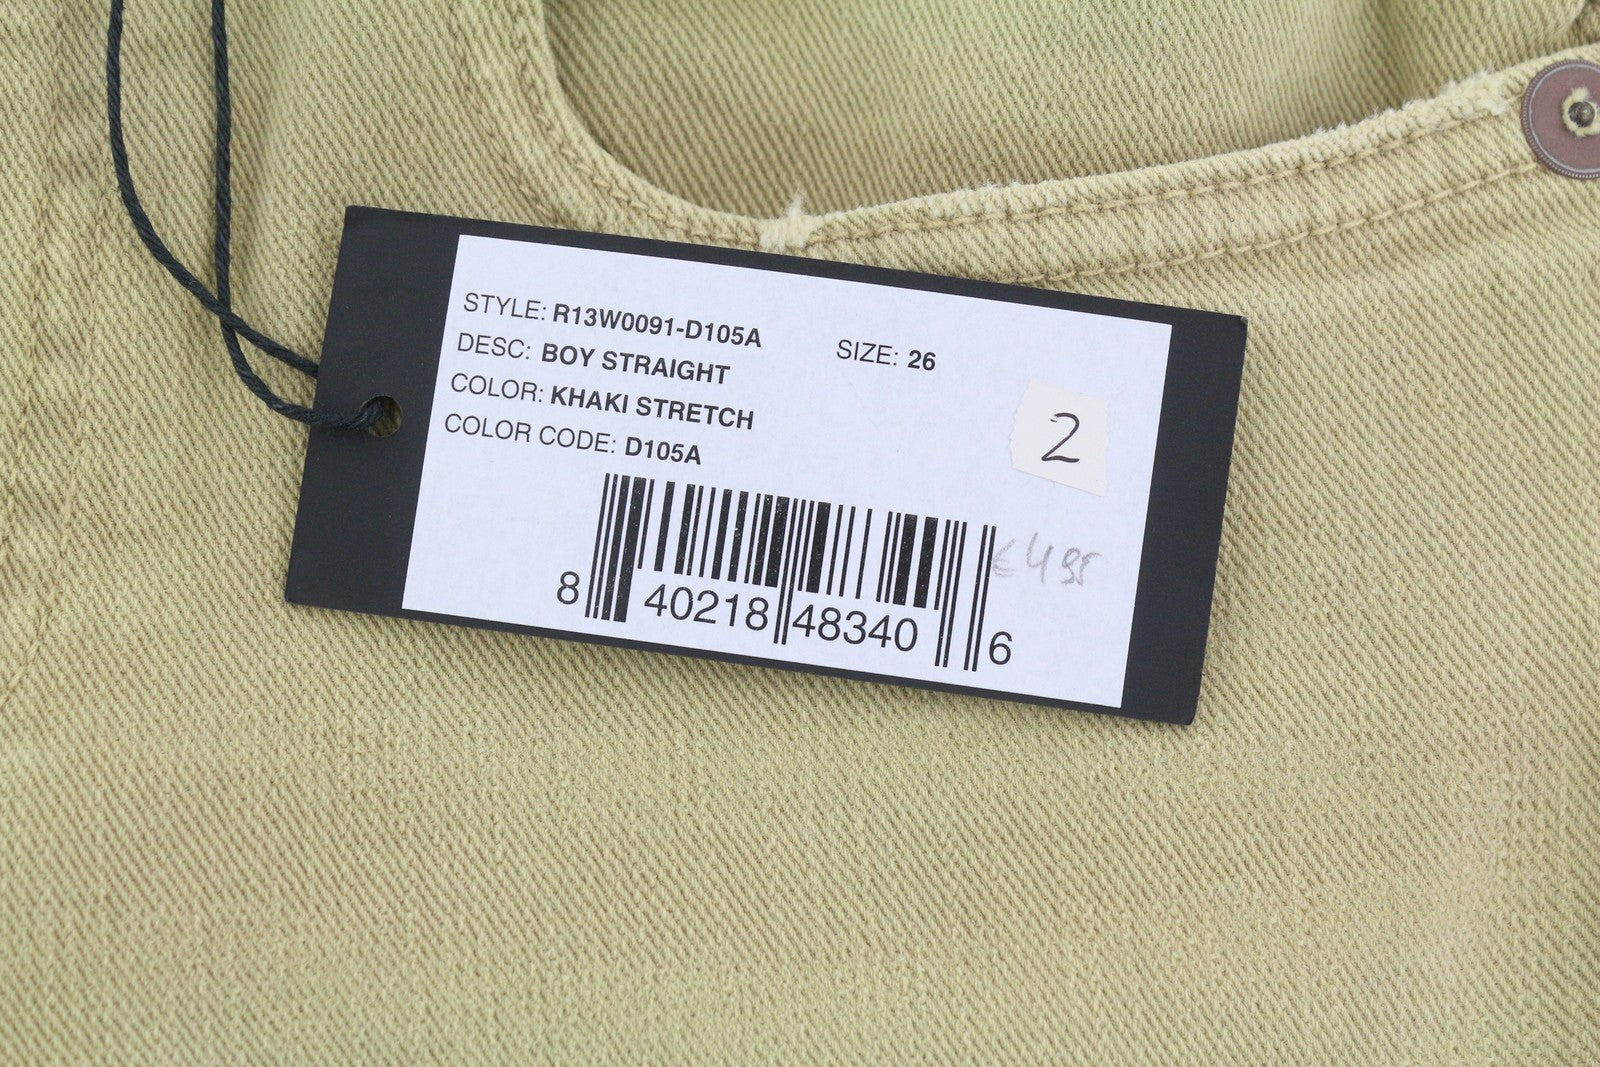 STYLE: R13W0091-D105A SIZE: 26
DESC: BOY STRAIGHT
COLOR: KHAKI STRETCH
COLOR CODE: D105A
2
€ 495
8 40218 48340 6